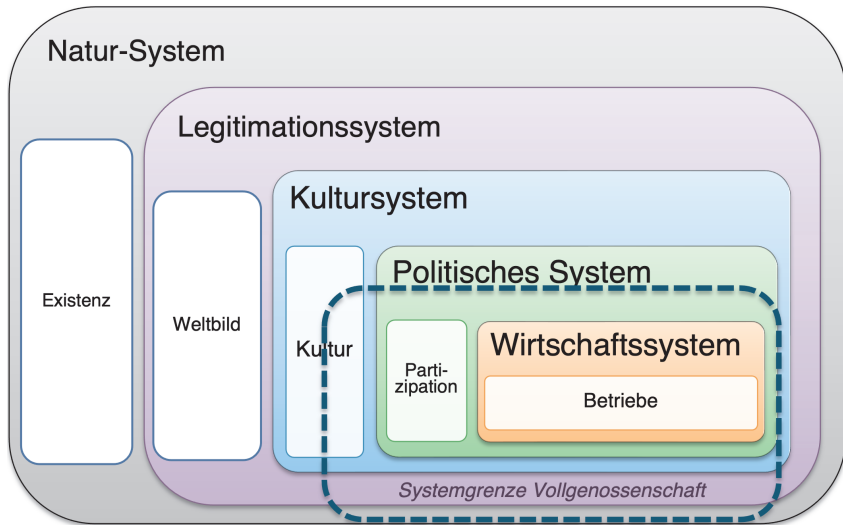 Natur-System
Legitimationssystem
Kultursystem
Politisches System
Wirtschaftssystem
Existenz
Weltbild
Kultur
Parti-
zipation
Betriebe
Systemgrenze Vollgenossenschaft